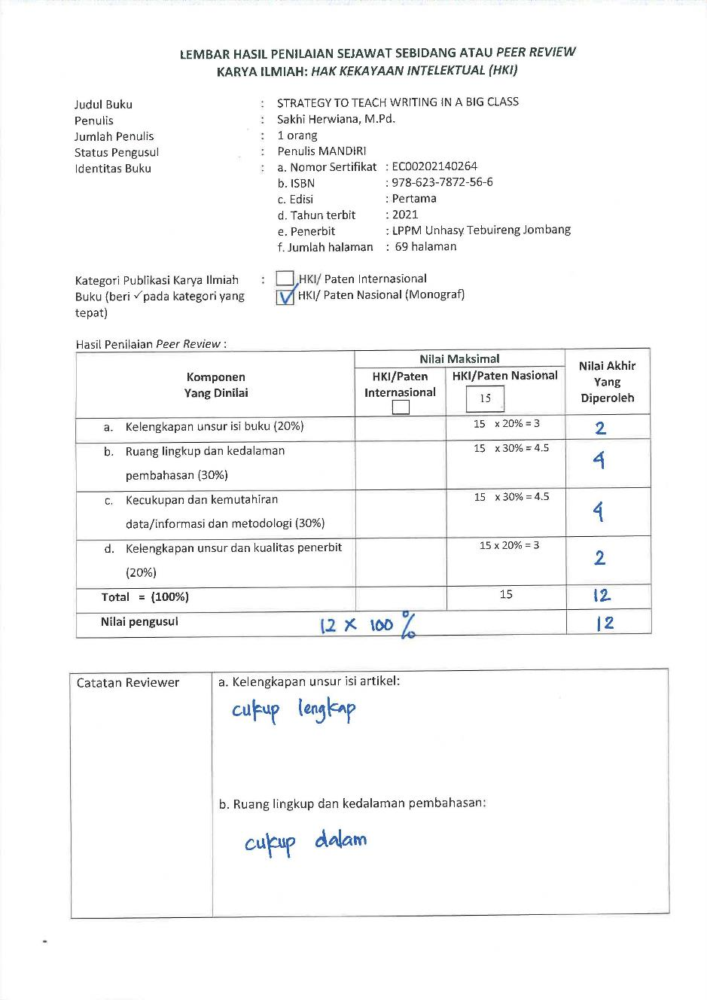 LEMBAR HASIL PENILAIAN SEJAWAT SEBIDANG ATAU PEER REVIEW
KARYA ILMIAH: HAK KEKAYAAN INTELEKTUAL (HKI)
Judul Buku : STRATEGY TO TEACH WRITING IN A BIG CLASS
Penulis : Sakhi Herwiana, M.Pd.
Jumlah Penulis : 1 orang
Status Pengusul : Penulis MANDIRI
Identitas Buku : a. Nomor Sertifikat : EC00202140264
b. ISBN : 978-623-7872-56-6
c. Edisi : Pertama
d. Tahun terbit : 2021
e. Penerbit : LPPM Unhasy Tebuireng Jombang
f. Jumlah halaman : 69 halaman
Kategori Publikasi Karya Ilmiah : HKI/ Paten Internasional
Buku (beri ✓pada kategori yang ✓ HKI/ Paten Nasional (Monograf)
tepat)
Hasil Penilaian Peer Review :
Komponen
Yang Dinilai
Nilai Maksimal
HKI/Paten
Internasional
HKI/Paten Nasional
15
Nilai Akhir
Yang
Diperoleh
a. Kelengkapan unsur isi buku (20%) 15 x 20% = 3 2
b. Ruang lingkup dan kedalaman 15 x 30% = 4.5 4
pembahasan (30%)
c. Kecukupan dan kemutahiran 15 x 30% = 4.5 4
data/informasi dan metodologi (30%)
d. Kelengkapan unsur dan kualitas penerbit 15 x 20% = 3 2
(20%)
Total = (100%) 15 12
Nilai pengusul 12 x 100 % 12
Catatan Reviewer a. Kelengkapan unsur isi artikel:
cukup lengkap
b. Ruang lingkup dan kedalaman pembahasan:
cukup dalam